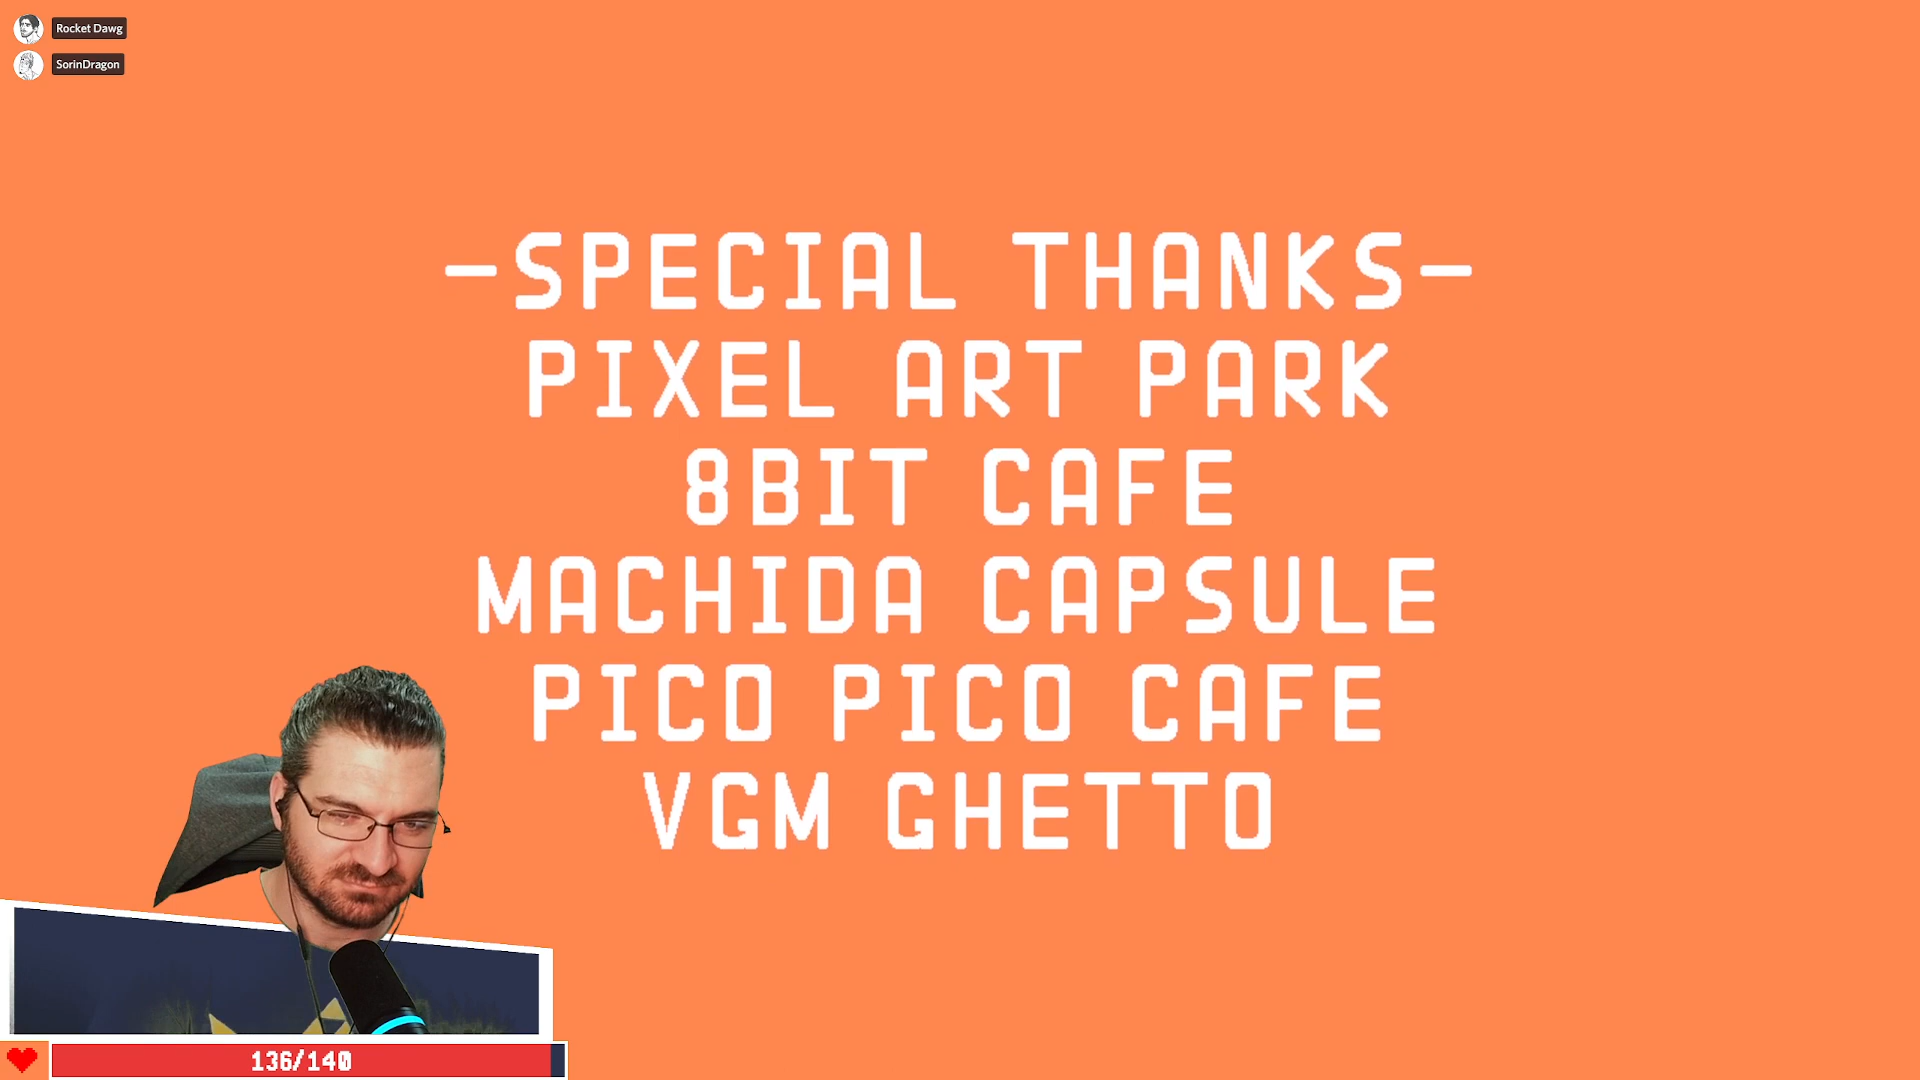 Rocket Dawg
SorinDragon
-SPECIAL THANKS-
PIXEL ART PARK
8BIT CAFE
MACHIDA CAPSULE
PICO PICO CAFE
VGM GHETTO
136/140